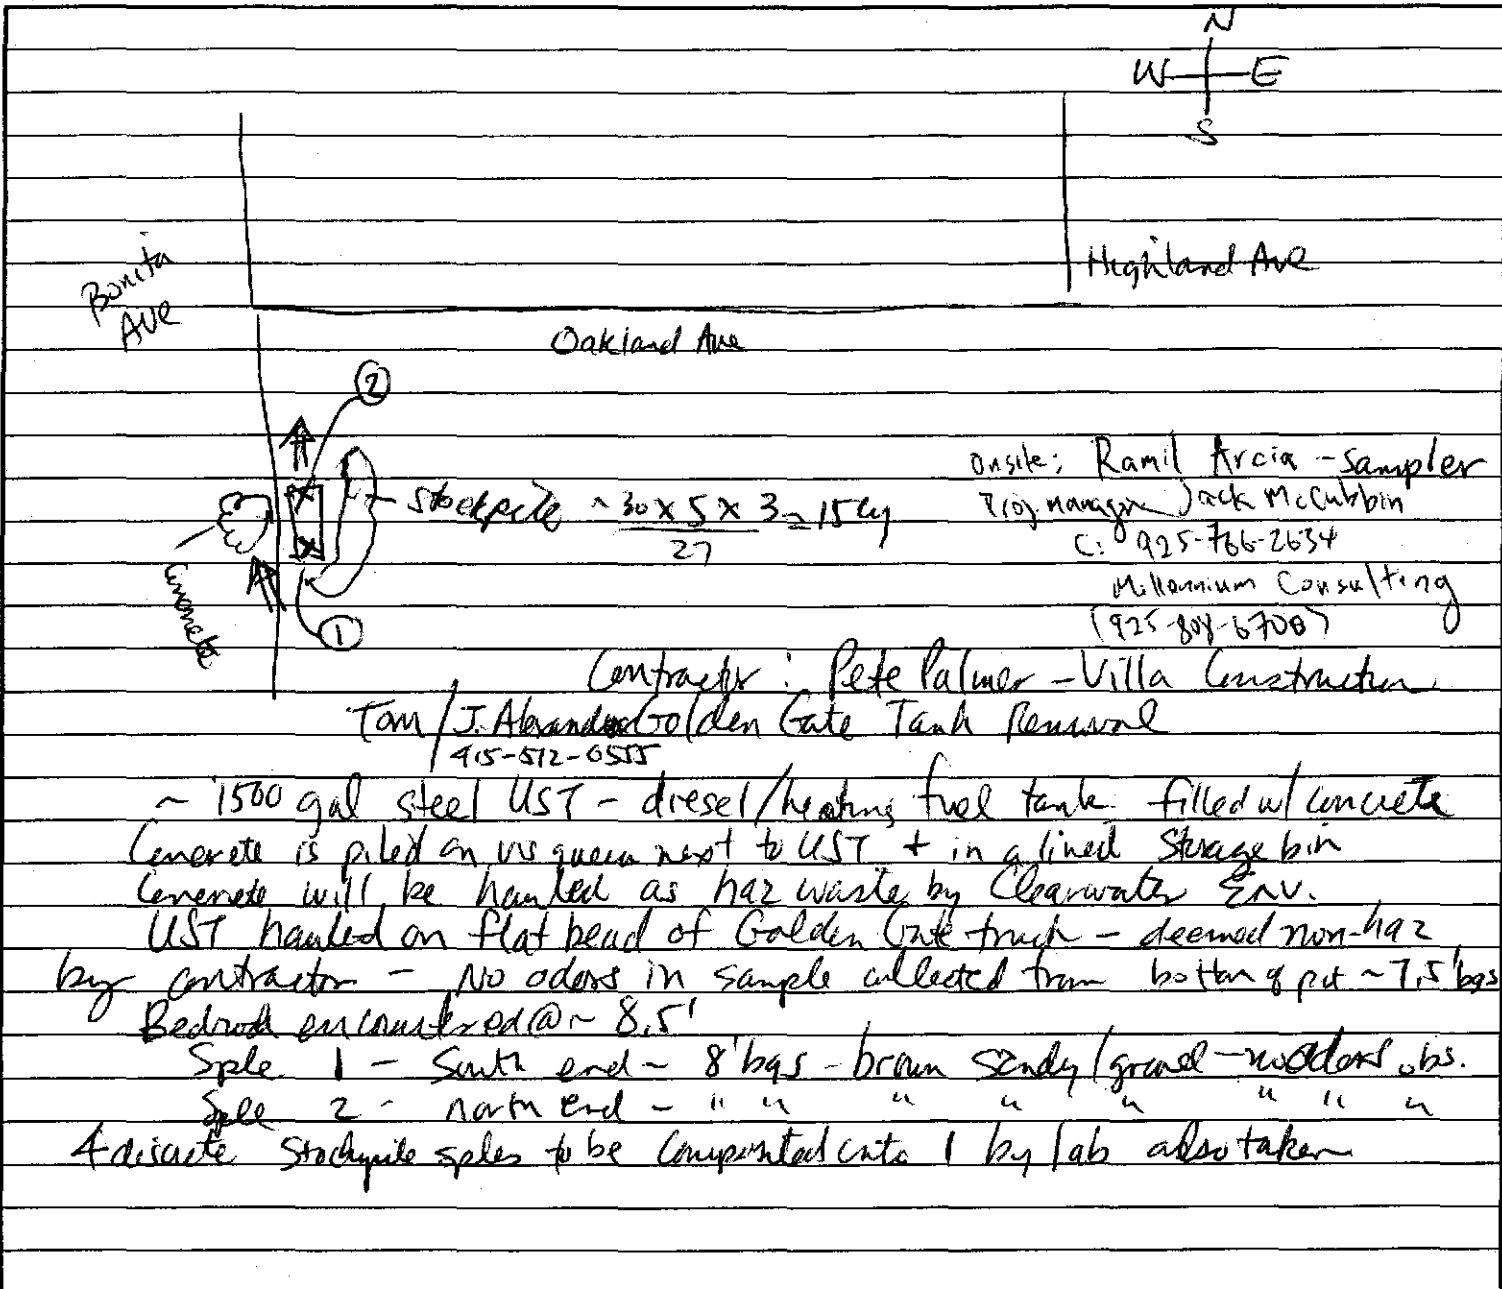 N
W E
S
Bonita
Ave
Highland Ave
Oakland Ave
②
Stockpile ~ 30 x 5 x 3 = 15 cy
27
Concrete
①
Onsite: Ramil Arcia - Sampler
Proj manager Jack McCubbin
C: 925-766-2634
Millennium Consulting
(925-808-6700)
Contractor: Pete Palmer - Villa Construction
Tom / J. Alexander Golden Gate Tank Removal
415-512-0555
~ 1500 gal steel UST - diesel/heating fuel tank filled w/ concrete
Concrete is piled on visqueen next to UST + in a lined storage bin
Concrete will be hauled as haz waste by Clearwater Env.
UST hauled on flat bead of Golden Gate truck - deemed non-haz
by contractor - No odors in sample collected from bottom of pit ~ 7.5' bgs
Bedrock encountered @ ~ 8.5'
Sple 1 - South end - 8' bgs - brown sandy/gravel - no odors obs.
Sple 2 - north end - " " " " " " " "
4 discrete stockpile sples to be composited into 1 by lab also taken